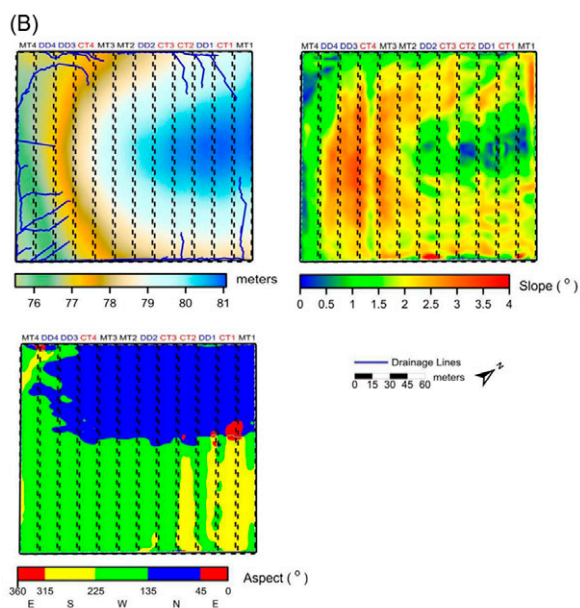 (B)
MT4 DD4 DD3 CT4 MT3 MT2 DD2 CT3 CT2 DD1 CT1 MT1
meters
76 77 78 79 80 81
MT4 DD4 DD3 CT4 MT3 MT2 DD2 CT3 CT2 DD1 CT1 MT1
Slope (°)
0 0.5 1 1.5 2 2.5 3 3.5 4
MT4 DD4 DD3 CT4 MT3 MT2 DD2 CT3 CT2 DD1 CT1 MT1
Drainage Lines
meters
0 15 30 45 60
N
Aspect (°)
360 315 225 135 45 0
E S W N E